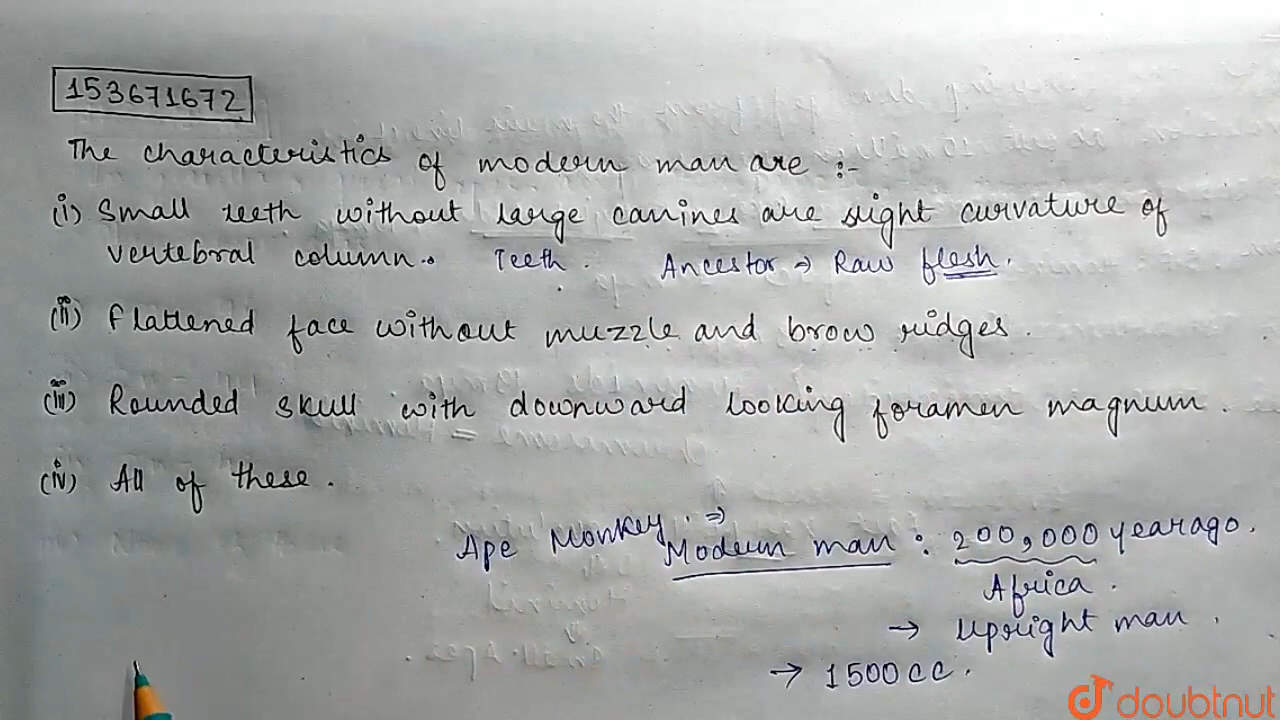 153671672
The characteristics of modern man are :-
(i) Small teeth without large canines are slight curvature of
vertebral column.. Teeth. Ancestor → Raw flesh.
(ii) Flattened face without muzzle and brow ridges.
(iii) Rounded skull with downward looking foramen magnum.
(iv) All of these.
Ape Monkey. ⇒
Modern man : 200,000 year ago.
Africa.
→ Upright man.
→ 1500 CC.
doubtnut